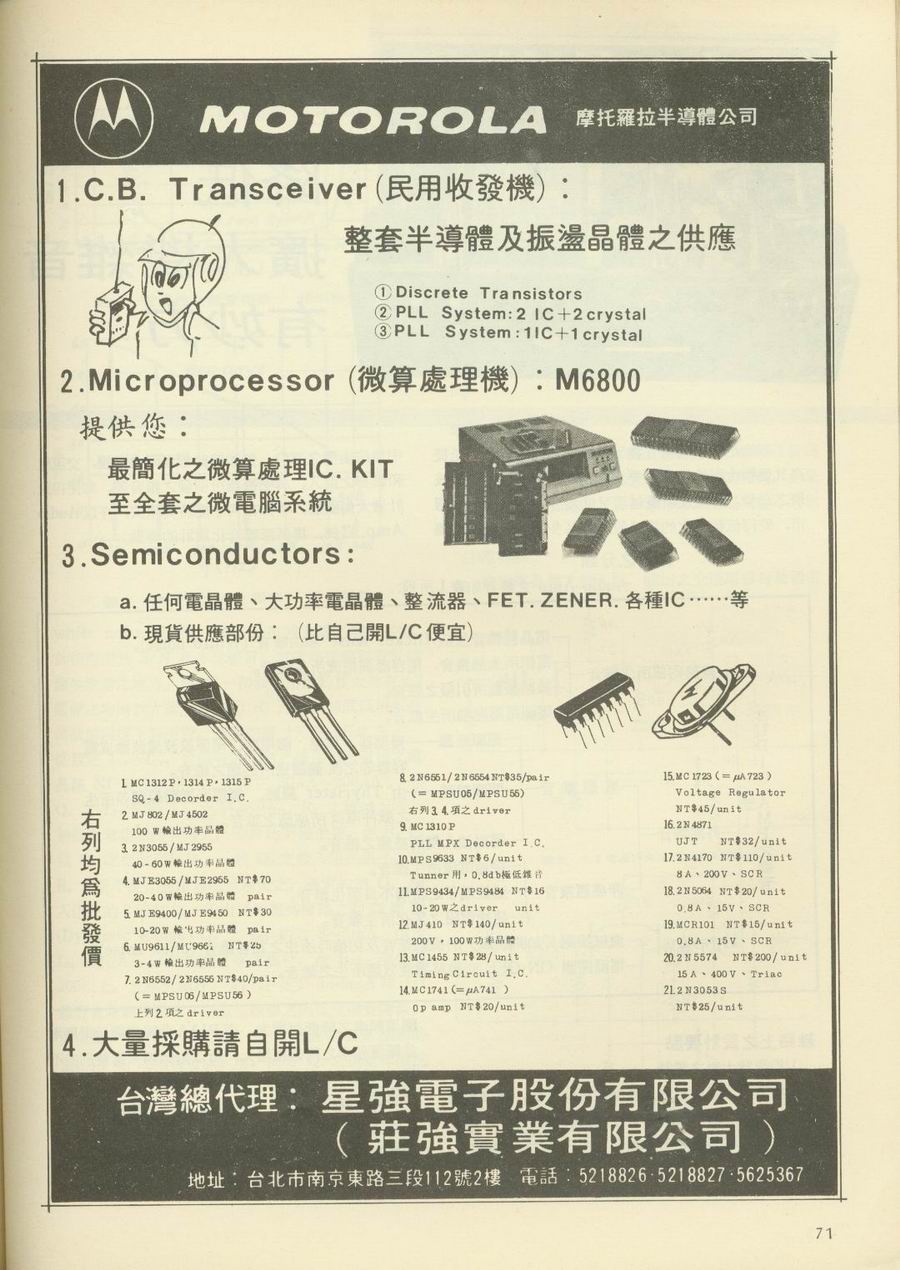 MOTOROLA 摩托羅拉半導體公司
1.C.B. Transceiver(民用收發機)：
整套半導體及振盪晶體之供應
①Discrete Transistors
②PLL System:2 IC+2crystal
③PLL System:1IC+1crystal
2.Microprocessor (微算處理機)：M6800
提供您：
最簡化之微算處理IC. KIT
至全套之微電腦系統
3.Semiconductors:
a. 任何電晶體、大功率電晶體、整流器、FET. ZENER. 各種IC……等
b. 現貨供應部份：(比自己開L/C便宜)
右列均為批發價
1. MC1312P，1314P，1315P
SQ-4 Decorder I.C.
2. MJ802/MJ4502
100 W輸出功率晶體
3. 2N3055/MJ2955
40-60W輸出功率晶體
4. MJE3055/MJE2955 NT$70
20-40W輸出功率晶體 pair
5. MJE9400/MJE9450 NT$30
10-20W 輸出功率晶體 pair
6. MU9611/MU9661 NT$25
3-4W輸出功率晶體 pair
7. 2N6552/2N6555 NT$40/pair
(=MPSU06/MPSU56)
上列2.項之driver
8. 2N6551/2N6554 NT$35/pair
(=MPSU05/MPSU55)
右列3.4.項之driver
9. MC1310P
PLL MPX Decorder I.C.
10. MPS9633 NT$6/unit
Tunner用，0.8db極低雜音
11. MPS9434/MPS9484 NT$16
10-20W之driver unit
12. MJ410 NT$140/unit
200V，100W功率晶體
13. MC1455 NT$28/unit
Timing Circuit I.C.
14. MC1741(=μA741)
Op amp NT$20/unit
15. MC1723(=μA723)
Voltage Regulator
NT$45/unit
16. 2N4871
UJT NT$32/unit
17. 2N4170 NT$110/unit
8A、200V、SCR
18. 2N5064 NT$20/unit
0.8A、15V、SCR
19. MCR101 NT$15/unit
0.8A、15V、SCR
20. 2N5574 NT$200/unit
15A、400V、Triac
21. 2N3053S
NT$25/unit
4.大量採購請自開L/C
台灣總代理：星強電子股份有限公司
(莊強實業有限公司)
地址：台北市南京東路三段112號2樓 電話：5218826·5218827·5625367
71